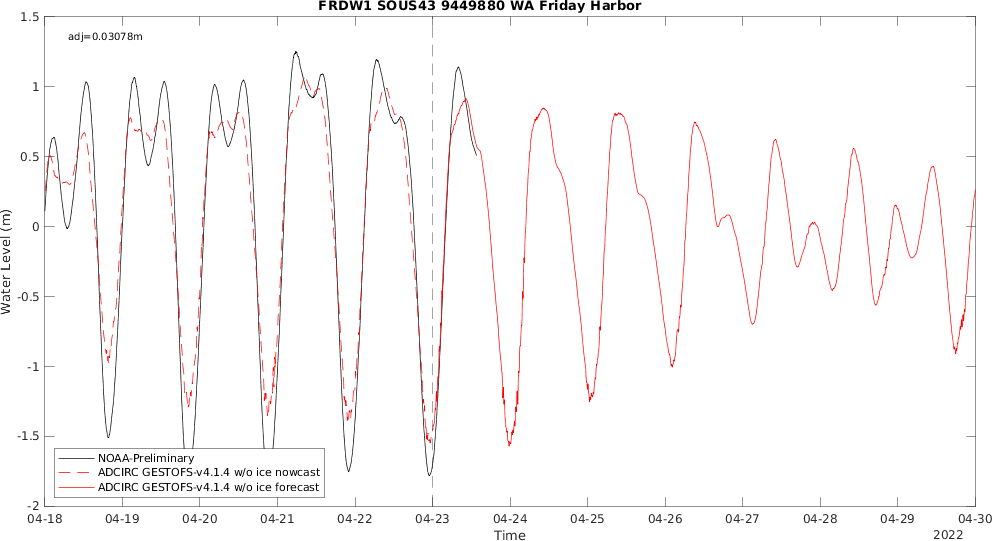 FRDW1 SOUS43 9449880 WA Friday Harbor
adj=0.03078m
1.5
1
0.5
0
-0.5
-1
-1.5
-2
Water Level (m)
NOAA-Preliminary
ADCIRC GESTOFS-v4.1.4 w/o ice nowcast
ADCIRC GESTOFS-v4.1.4 w/o ice forecast
04-18 04-19 04-20 04-21 04-22 04-23 04-24 04-25 04-26 04-27 04-28 04-29 04-30
Time
2022